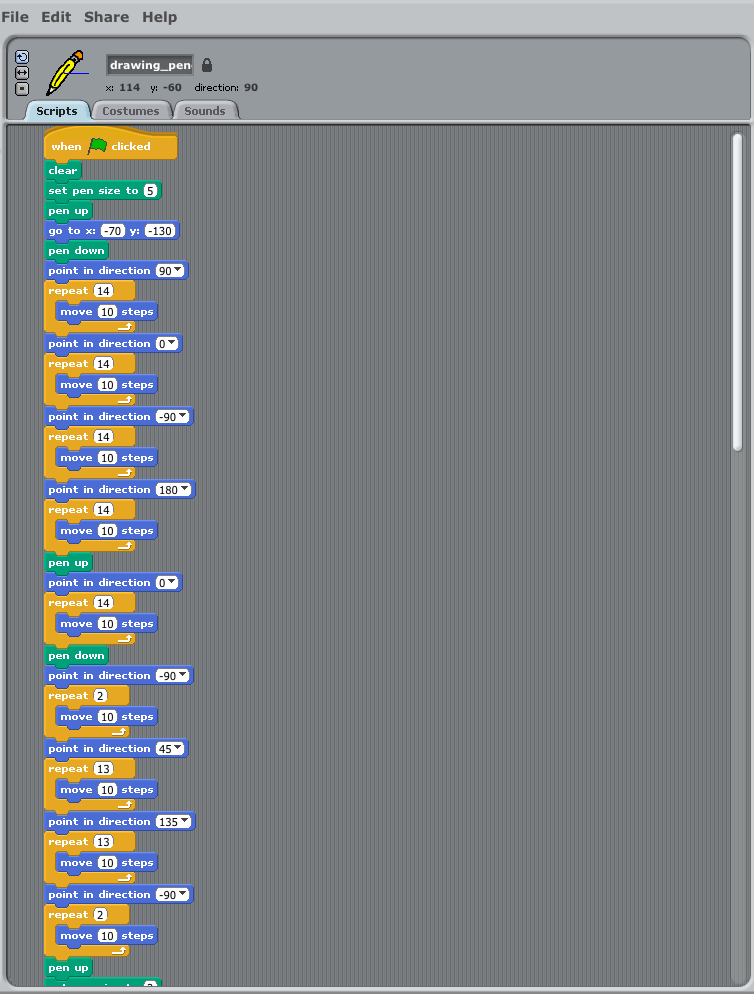 File Edit Share Help
drawing_pen
x: 114 y: -60 direction: 90
Scripts Costumes Sounds
when clicked
clear
set pen size to 5
pen up
go to x: -70 y: -130
pen down
point in direction 90
repeat 14
move 10 steps
point in direction 0
repeat 14
move 10 steps
point in direction -90
repeat 14
move 10 steps
point in direction 180
repeat 14
move 10 steps
pen up
point in direction 0
repeat 14
move 10 steps
pen down
point in direction -90
repeat 2
move 10 steps
point in direction 45
repeat 13
move 10 steps
point in direction 135
repeat 13
move 10 steps
point in direction -90
repeat 2
move 10 steps
pen up